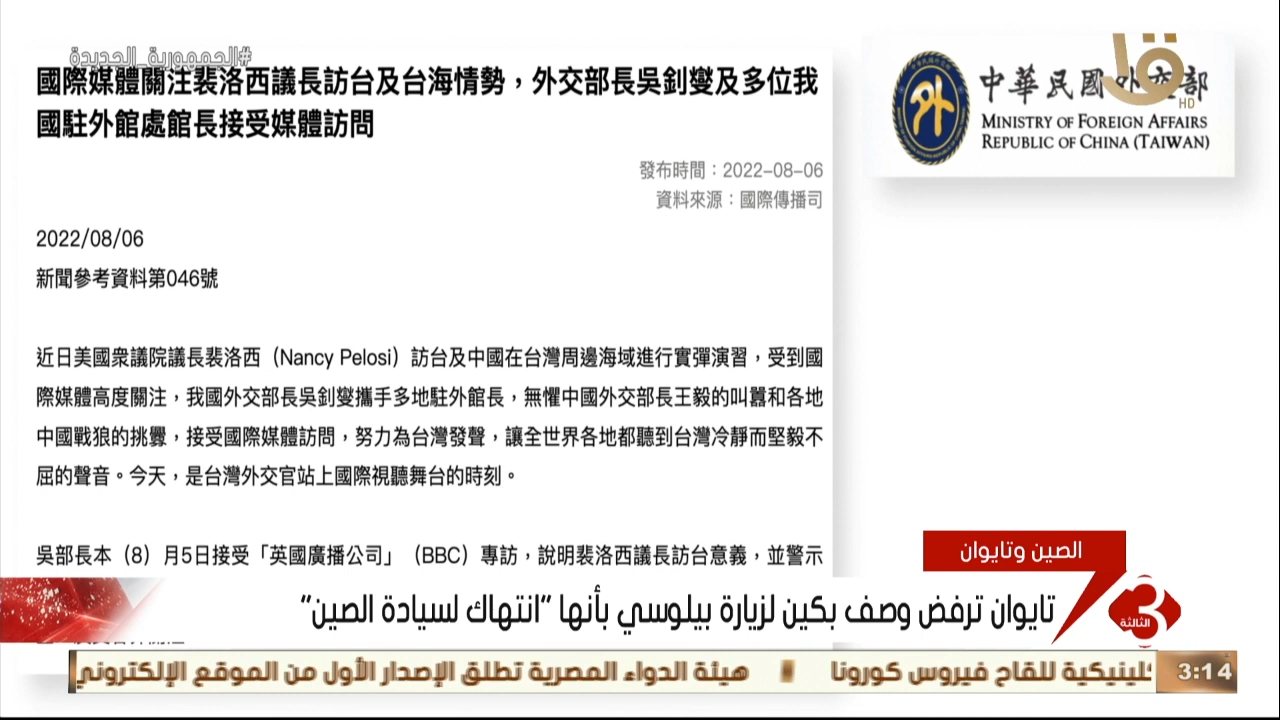 #الجمهورية_الجديدة
國際媒體關注裴洛西議長訪台及台海情勢，外交部長吳釗燮及多位我
國駐外館處館長接受媒體訪問
發布時間：2022-08-06
資料來源：國際傳播司
2022/08/06
新聞參考資料第046號
近日美國眾議院議長裴洛西（Nancy Pelosi）訪台及中國在台灣周邊海域進行實彈演習，受到國
際媒體高度關注，我國外交部長吳釗燮攜手多地駐外館長，無懼中國外交部長王毅的叫囂和各地
中國戰狼的挑釁，接受國際媒體訪問，努力為台灣發聲，讓全世界各地都聽到台灣冷靜而堅毅不
屈的聲音。今天，是台灣外交官站上國際視聽舞台的時刻。
吳部長本（8）月5日接受「英國廣播公司」（BBC）專訪，說明裴洛西議長訪台意義，並警示
中華民國外交部
MINISTRY OF FOREIGN AFFAIRS
REPUBLIC OF CHINA (TAIWAN)
HD
الصين وتايوان
تايوان ترفض وصف بكين لزيارة بيلوسي بأنها "انتهاك لسيادة الصين"
3
الثالثة
3:14
للقاح فيروس كورونا
هيئة الدواء المصرية تطلق الإصدار الأول من الموقع الإلكتروني